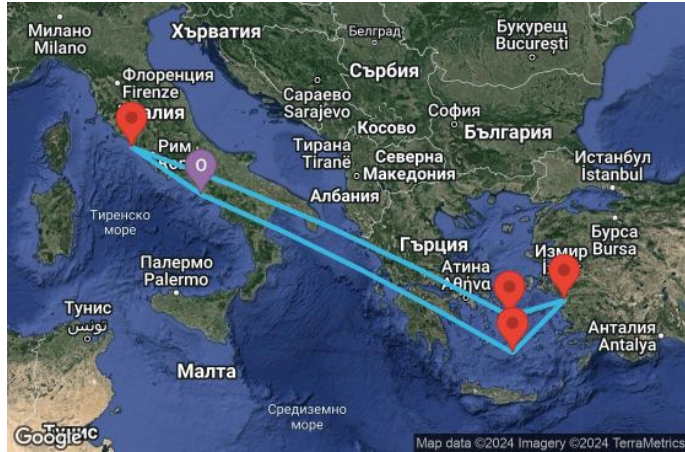 Милано
Milano
Хърватия
Белград
Букурещ
București
Флоренция
Firenze
Сараево
Sarajevo
Сърбия
Косово
София
България
Рим
Тирана
Tiranë
Северна
Македония
Истанбул
İstanbul
Албания
Тиренско
море
Гърция
Бурса
Bursa
Измир
Атина
Αθήνα
Палермо
Palermo
Тунис
تونس
Анталия
Antalya
Малта
Средиземно
море
Тунис
Google
Map data ©2024 Imagery ©2024 TerraMetrics
O